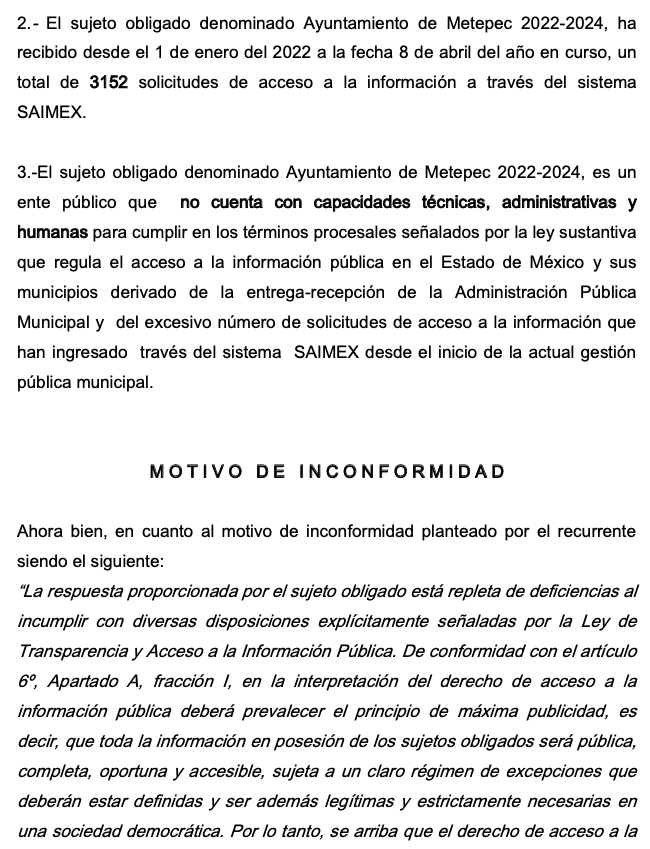 2.- El sujeto obligado denominado Ayuntamiento de Metepec 2022-2024, ha
recibido desde el 1 de enero del 2022 a la fecha 8 de abril del año en curso, un
total de 3152 solicitudes de acceso a la información a través del sistema
SAIMEX.
3.-El sujeto obligado denominado Ayuntamiento de Metepec 2022-2024, es un
ente público que no cuenta con capacidades técnicas, administrativas y
humanas para cumplir en los términos procesales señalados por la ley sustantiva
que regula el acceso a la información pública en el Estado de México y sus
municipios derivado de la entrega-recepción de la Administración Pública
Municipal y del excesivo número de solicitudes de acceso a la información que
han ingresado través del sistema SAIMEX desde el inicio de la actual gestión
pública municipal.
MOTIVO DE INCONFORMIDAD
Ahora bien, en cuanto al motivo de inconformidad planteado por el recurrente
siendo el siguiente:
“La respuesta proporcionada por el sujeto obligado está repleta de deficiencias al
incumplir con diversas disposiciones explícitamente señaladas por la Ley de
Transparencia y Acceso a la Información Pública. De conformidad con el artículo
6º, Apartado A, fracción I, en la interpretación del derecho de acceso a la
información pública deberá prevalecer el principio de máxima publicidad, es
decir, que toda la información en posesión de los sujetos obligados será pública,
completa, oportuna y accesible, sujeta a un claro régimen de excepciones que
deberán estar definidas y ser además legítimas y estrictamente necesarias en
una sociedad democrática. Por lo tanto, se arriba que el derecho de acceso a la